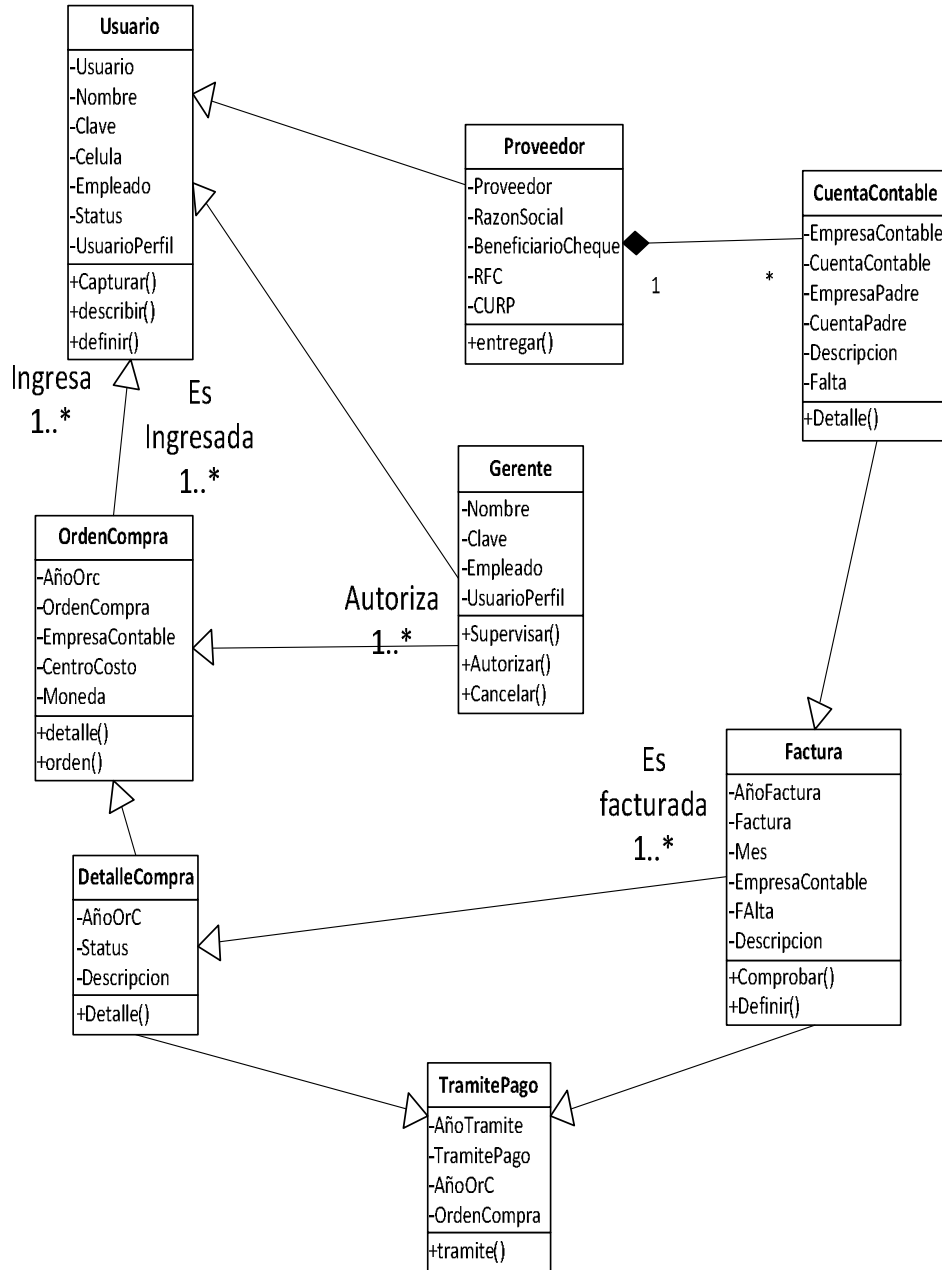 Usuario
-Usuario
-Nombre
-Clave
-Celula
-Empleado
-Status
-UsuarioPerfil
+Capturar()
+describir()
+definir()
Proveedor
-Proveedor
-RazonSocial
-BeneficiarioCheque
-RFC
-CURP
+entregar()
1
*
CuentaContable
-EmpresaContable
-CuentaContable
-EmpresaPadre
-CuentaPadre
-Descripcion
-Falta
+Detalle()
Ingresa
1..*
Es
Ingresada
1..*
Gerente
-Nombre
-Clave
-Empleado
-UsuarioPerfil
+Supervisar()
+Autorizar()
+Cancelar()
Autoriza
1..*
OrdenCompra
-AñoOrc
-OrdenCompra
-EmpresaContable
-CentroCosto
-Moneda
+detalle()
+orden()
Es
facturada
1..*
Factura
-AñoFactura
-Factura
-Mes
-EmpresaContable
-FAlta
-Descripcion
+Comprobar()
+Definir()
DetalleCompra
-AñoOrC
-Status
-Descripcion
+Detalle()
TramitePago
-AñoTramite
-TramitePago
-AñoOrC
-OrdenCompra
+tramite()